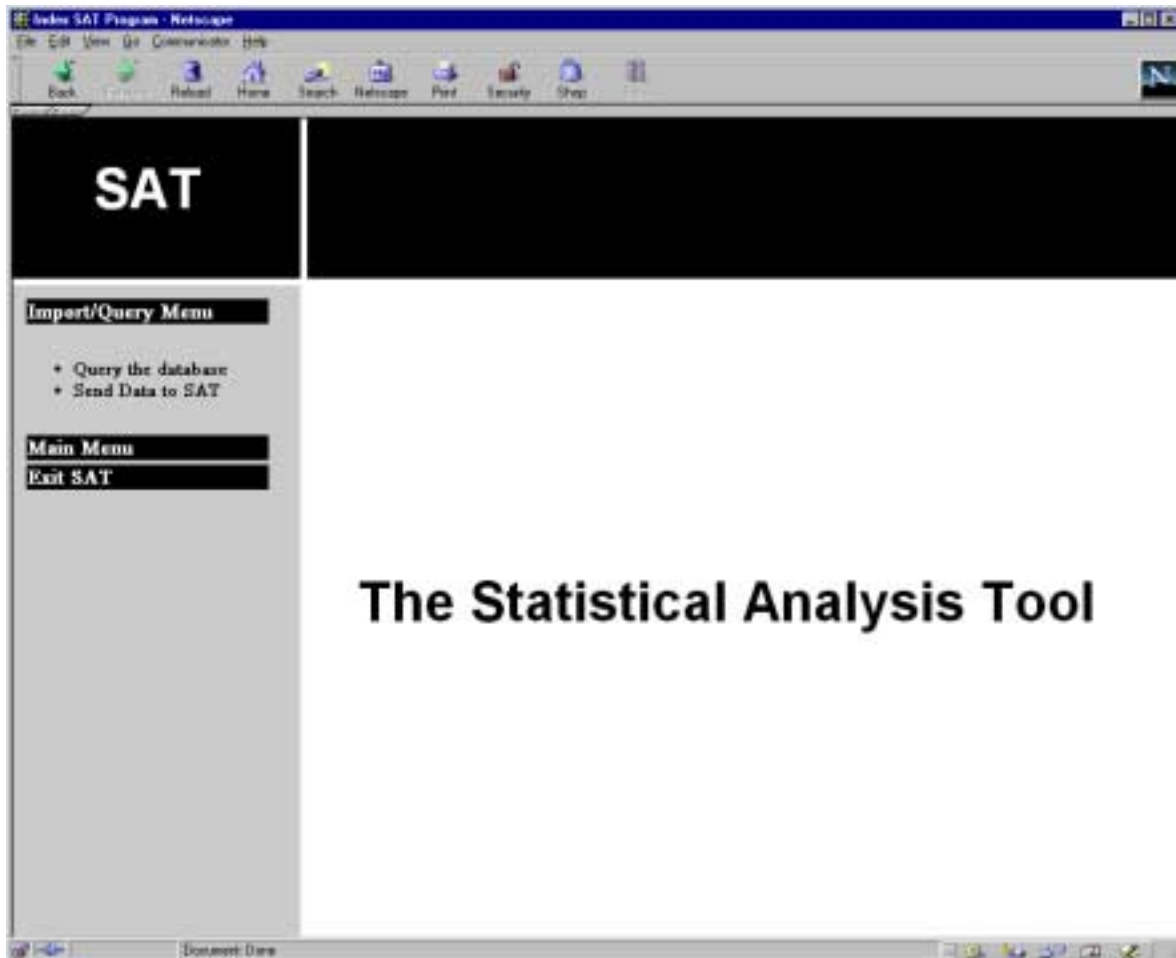 Index SAT Program - Netscape
File Edit View Go Communicator Help
Back Reload Home Search Netscape Print Security Shop
SAT
Import/Query Menu
Query the database
Send Data to SAT
Main Menu
Exit SAT
The Statistical Analysis Tool
Document: Done